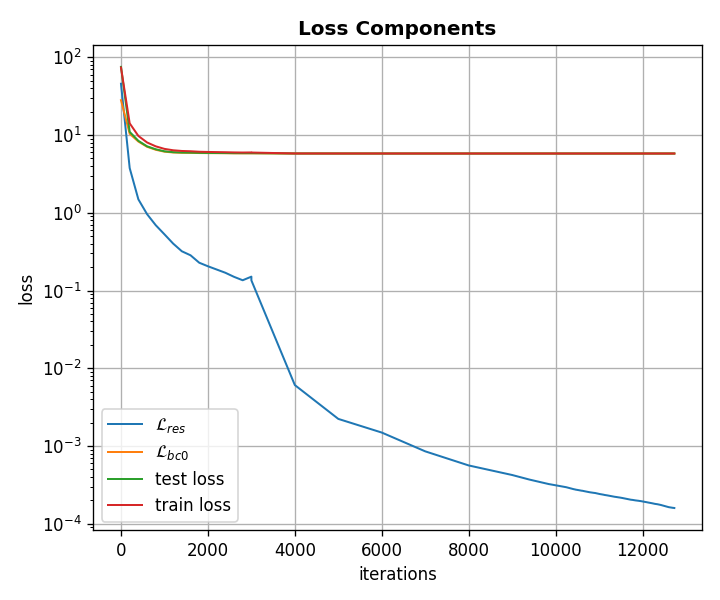 Loss Components
10²
10¹
10⁰
10⁻¹
10⁻²
10⁻³
10⁻⁴
loss
ℒ_res
ℒ_bc0
test loss
train loss
0 2000 4000 6000 8000 10000 12000
iterations